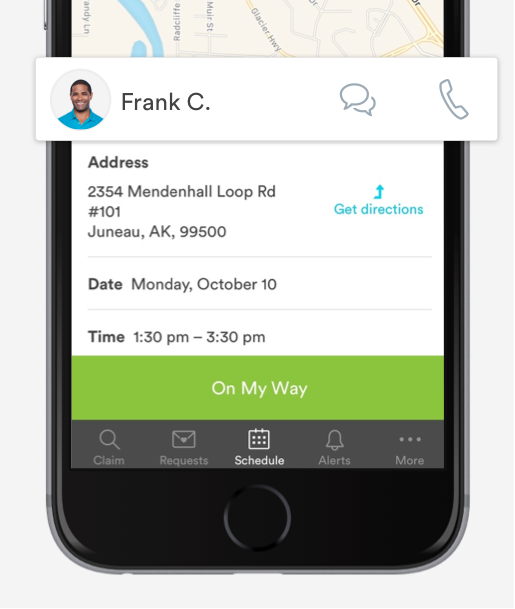 Radcliffe
Muir St
Glacier Hwy
Frank C.
Address
2354 Mendenhall Loop Rd
#101
Juneau, AK, 99500
Get directions
Date Monday, October 10
Time 1:30 pm – 3:30 pm
On My Way
Claim
Requests
Schedule
Alerts
More